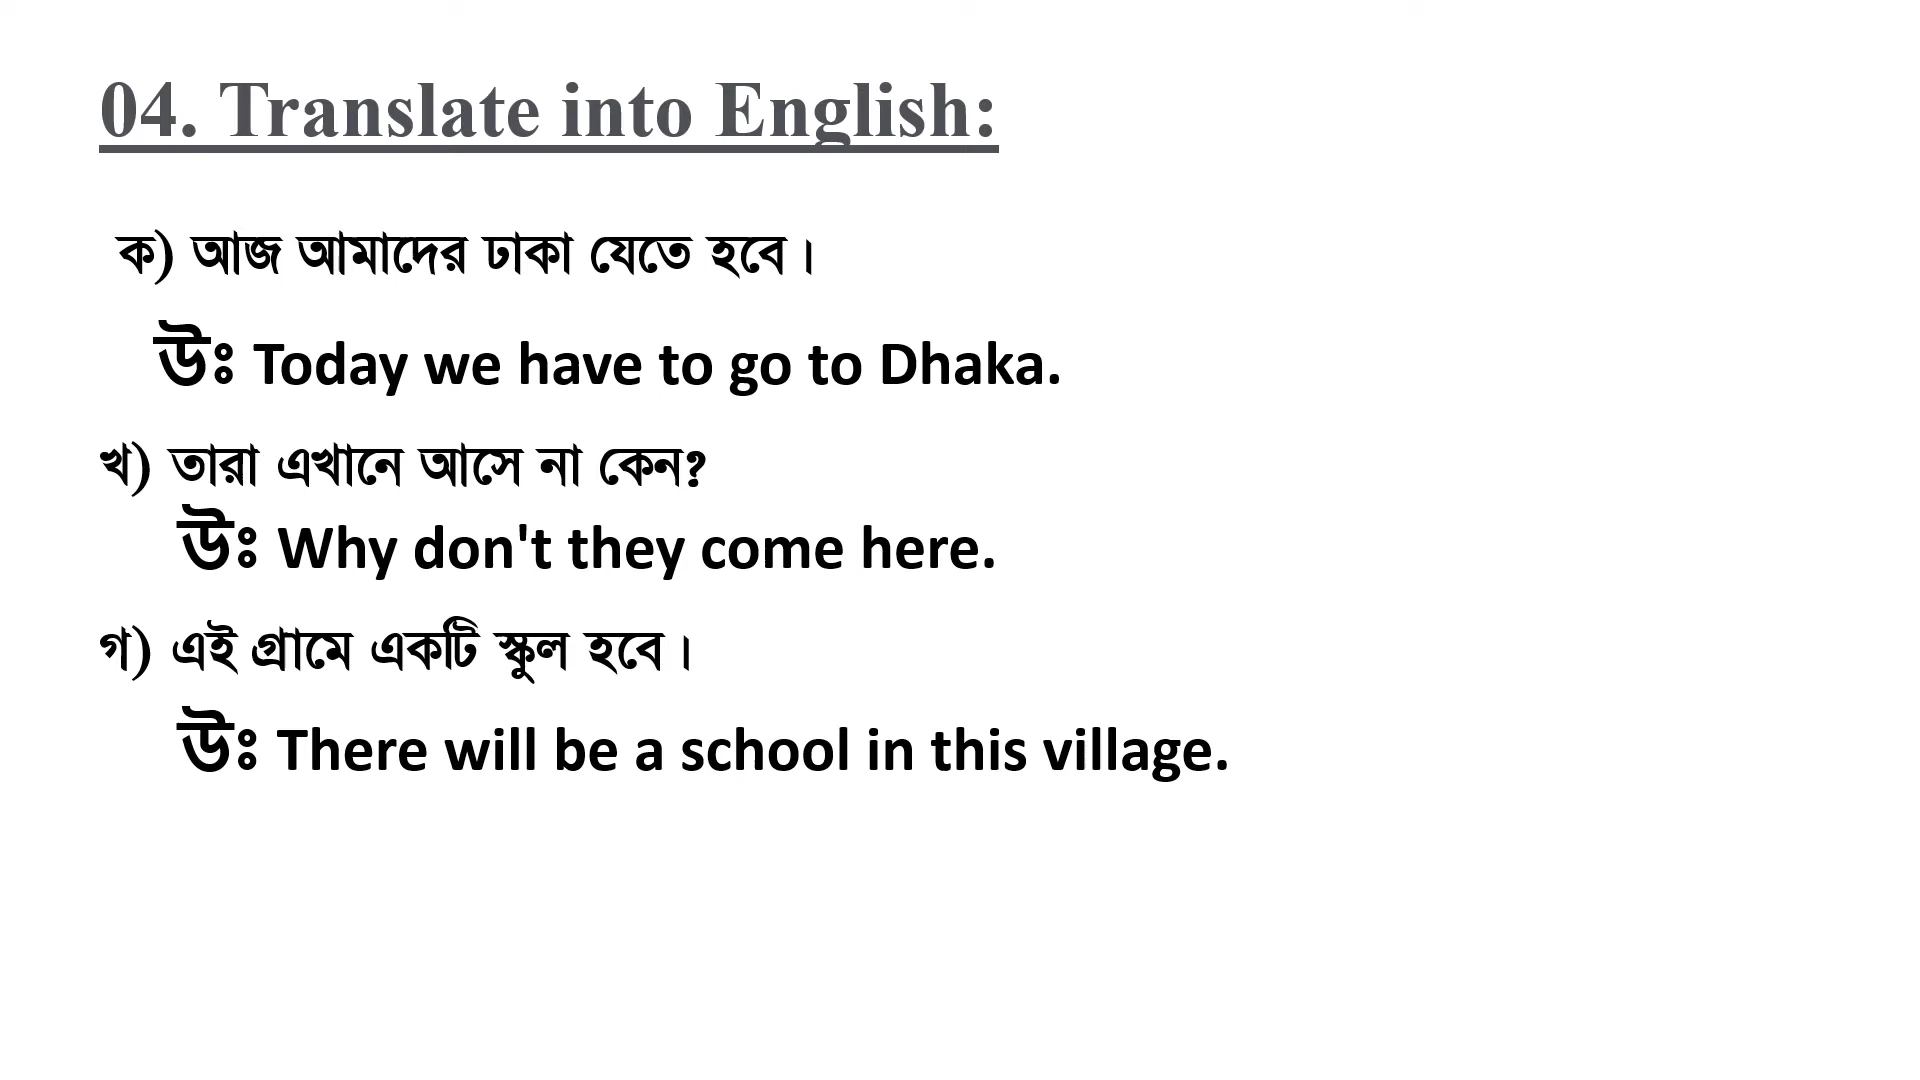 04. Translate into English:
ক) আজ আমাদের ঢাকা যেতে হবে।
উঃ Today we have to go to Dhaka.
খ) তারা এখানে আসে না কেন?
উঃ Why don't they come here.
গ) এই গ্রামে একটি স্কুল হবে।
উঃ There will be a school in this village.